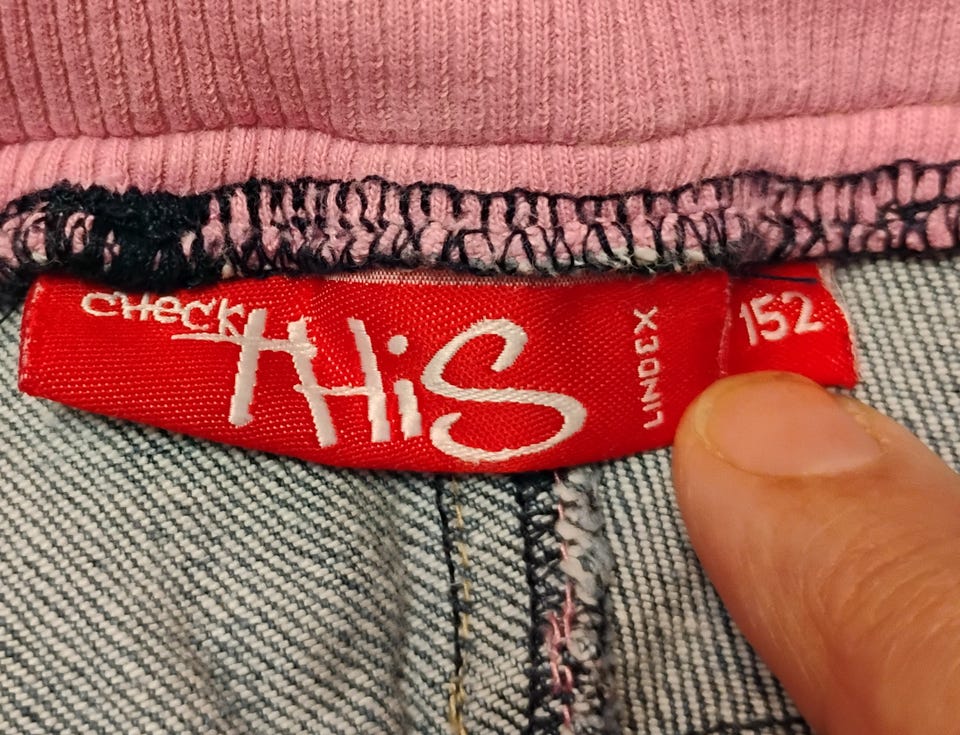 CHecK
THiS
LINDEX
152